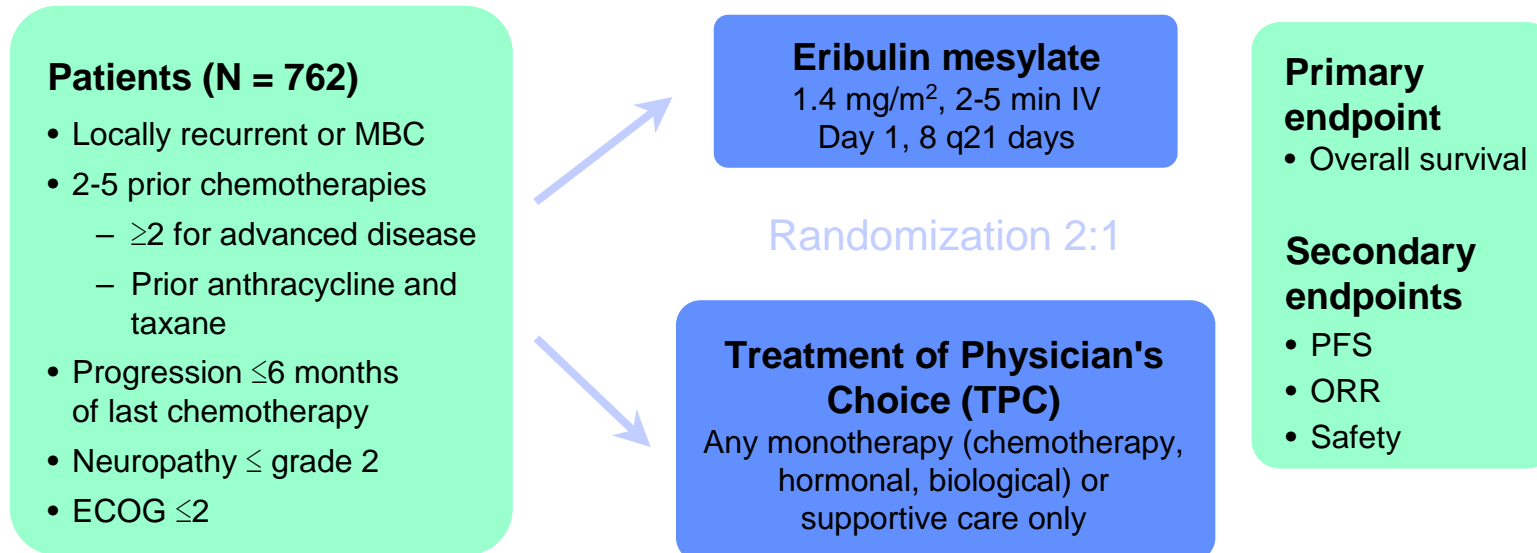 Patients (N = 762)
• Locally recurrent or MBC
• 2-5 prior chemotherapies
– ≥2 for advanced disease
– Prior anthracycline and
taxane
• Progression ≤6 months
of last chemotherapy
• Neuropathy ≤ grade 2
• ECOG ≤2
Eribulin mesylate
1.4 mg/m², 2-5 min IV
Day 1, 8 q21 days
Randomization 2:1
Treatment of Physician's
Choice (TPC)
Any monotherapy (chemotherapy,
hormonal, biological) or
supportive care only
Primary
endpoint
• Overall survival
Secondary
endpoints
• PFS
• ORR
• Safety